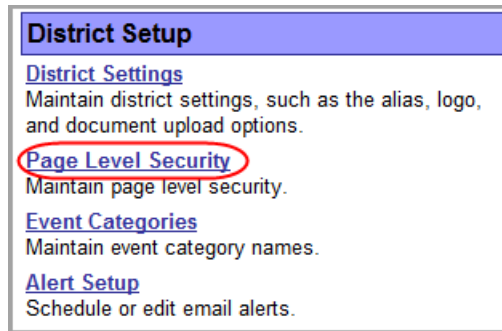 District Setup
District Settings
Maintain district settings, such as the alias, logo,
and document upload options.
Page Level Security
Maintain page level security.
Event Categories
Maintain event category names.
Alert Setup
Schedule or edit email alerts.